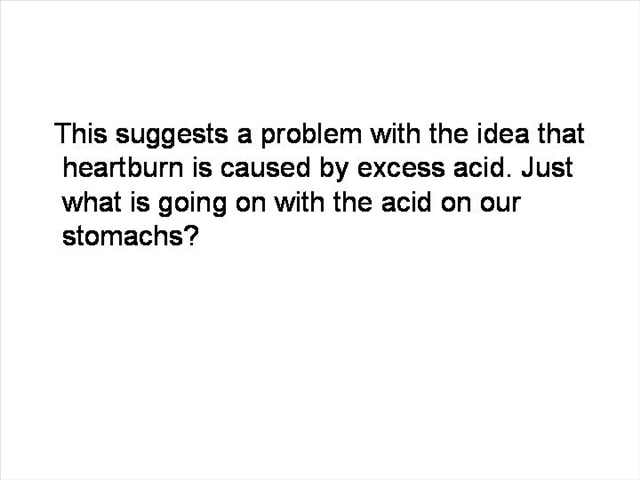 This suggests a problem with the idea that
heartburn is caused by excess acid. Just
what is going on with the acid on our
stomachs?